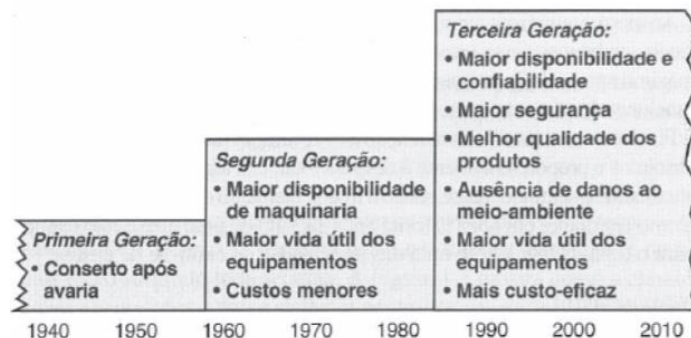 Terceira Geração:
• Maior disponibilidade e
confiabilidade
• Maior segurança
• Melhor qualidade dos
produtos
• Ausência de danos ao
meio-ambiente
• Maior vida útil dos
equipamentos
• Mais custo-eficaz
Segunda Geração:
• Maior disponibilidade
de maquinaria
• Maior vida útil dos
equipamentos
• Custos menores
Primeira Geração:
• Conserto após
avaria
1940 1950 1960 1970 1980 1990 2000 2010